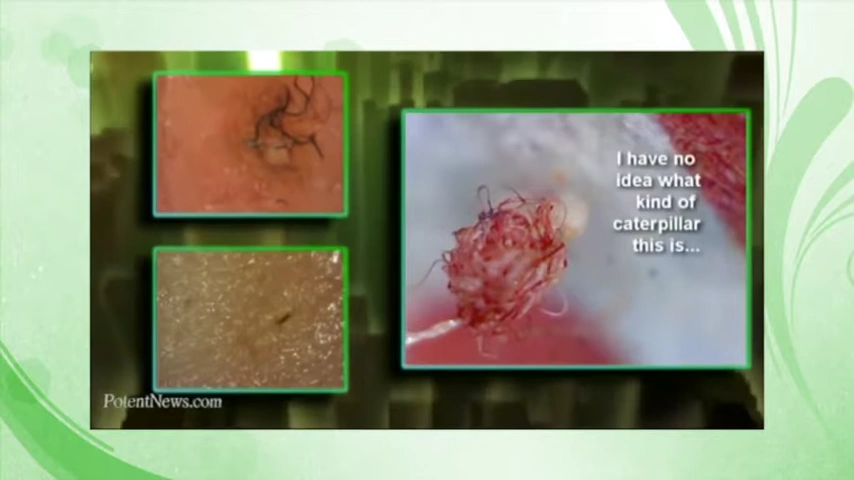 I have no
idea what
kind of
caterpillar
this is...
PotentNews.com